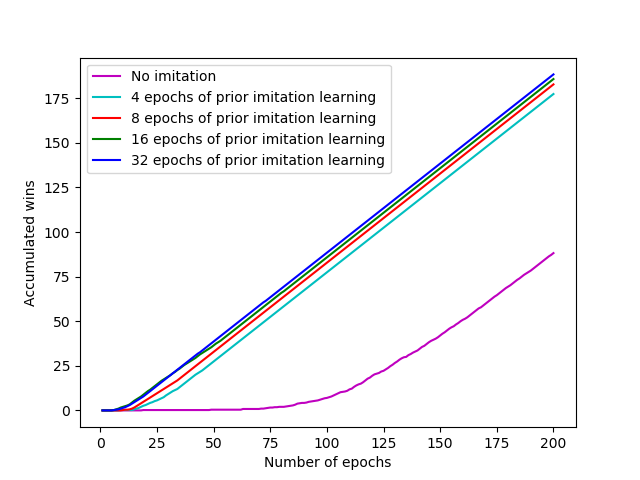 No imitation
4 epochs of prior imitation learning
8 epochs of prior imitation learning
16 epochs of prior imitation learning
32 epochs of prior imitation learning
175
150
125
100
75
50
25
0
Accumulated wins
0 25 50 75 100 125 150 175 200
Number of epochs